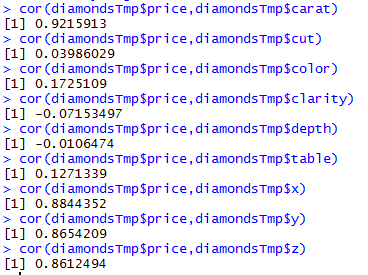 > cor(diamondsTmp$price,diamondsTmp$carat)
[1] 0.9215913
> cor(diamondsTmp$price,diamondsTmp$cut)
[1] 0.03986029
> cor(diamondsTmp$price,diamondsTmp$color)
[1] 0.1725109
> cor(diamondsTmp$price,diamondsTmp$clarity)
[1] -0.07153497
> cor(diamondsTmp$price,diamondsTmp$depth)
[1] -0.0106474
> cor(diamondsTmp$price,diamondsTmp$table)
[1] 0.1271339
> cor(diamondsTmp$price,diamondsTmp$x)
[1] 0.8844352
> cor(diamondsTmp$price,diamondsTmp$y)
[1] 0.8654209
> cor(diamondsTmp$price,diamondsTmp$z)
[1] 0.8612494